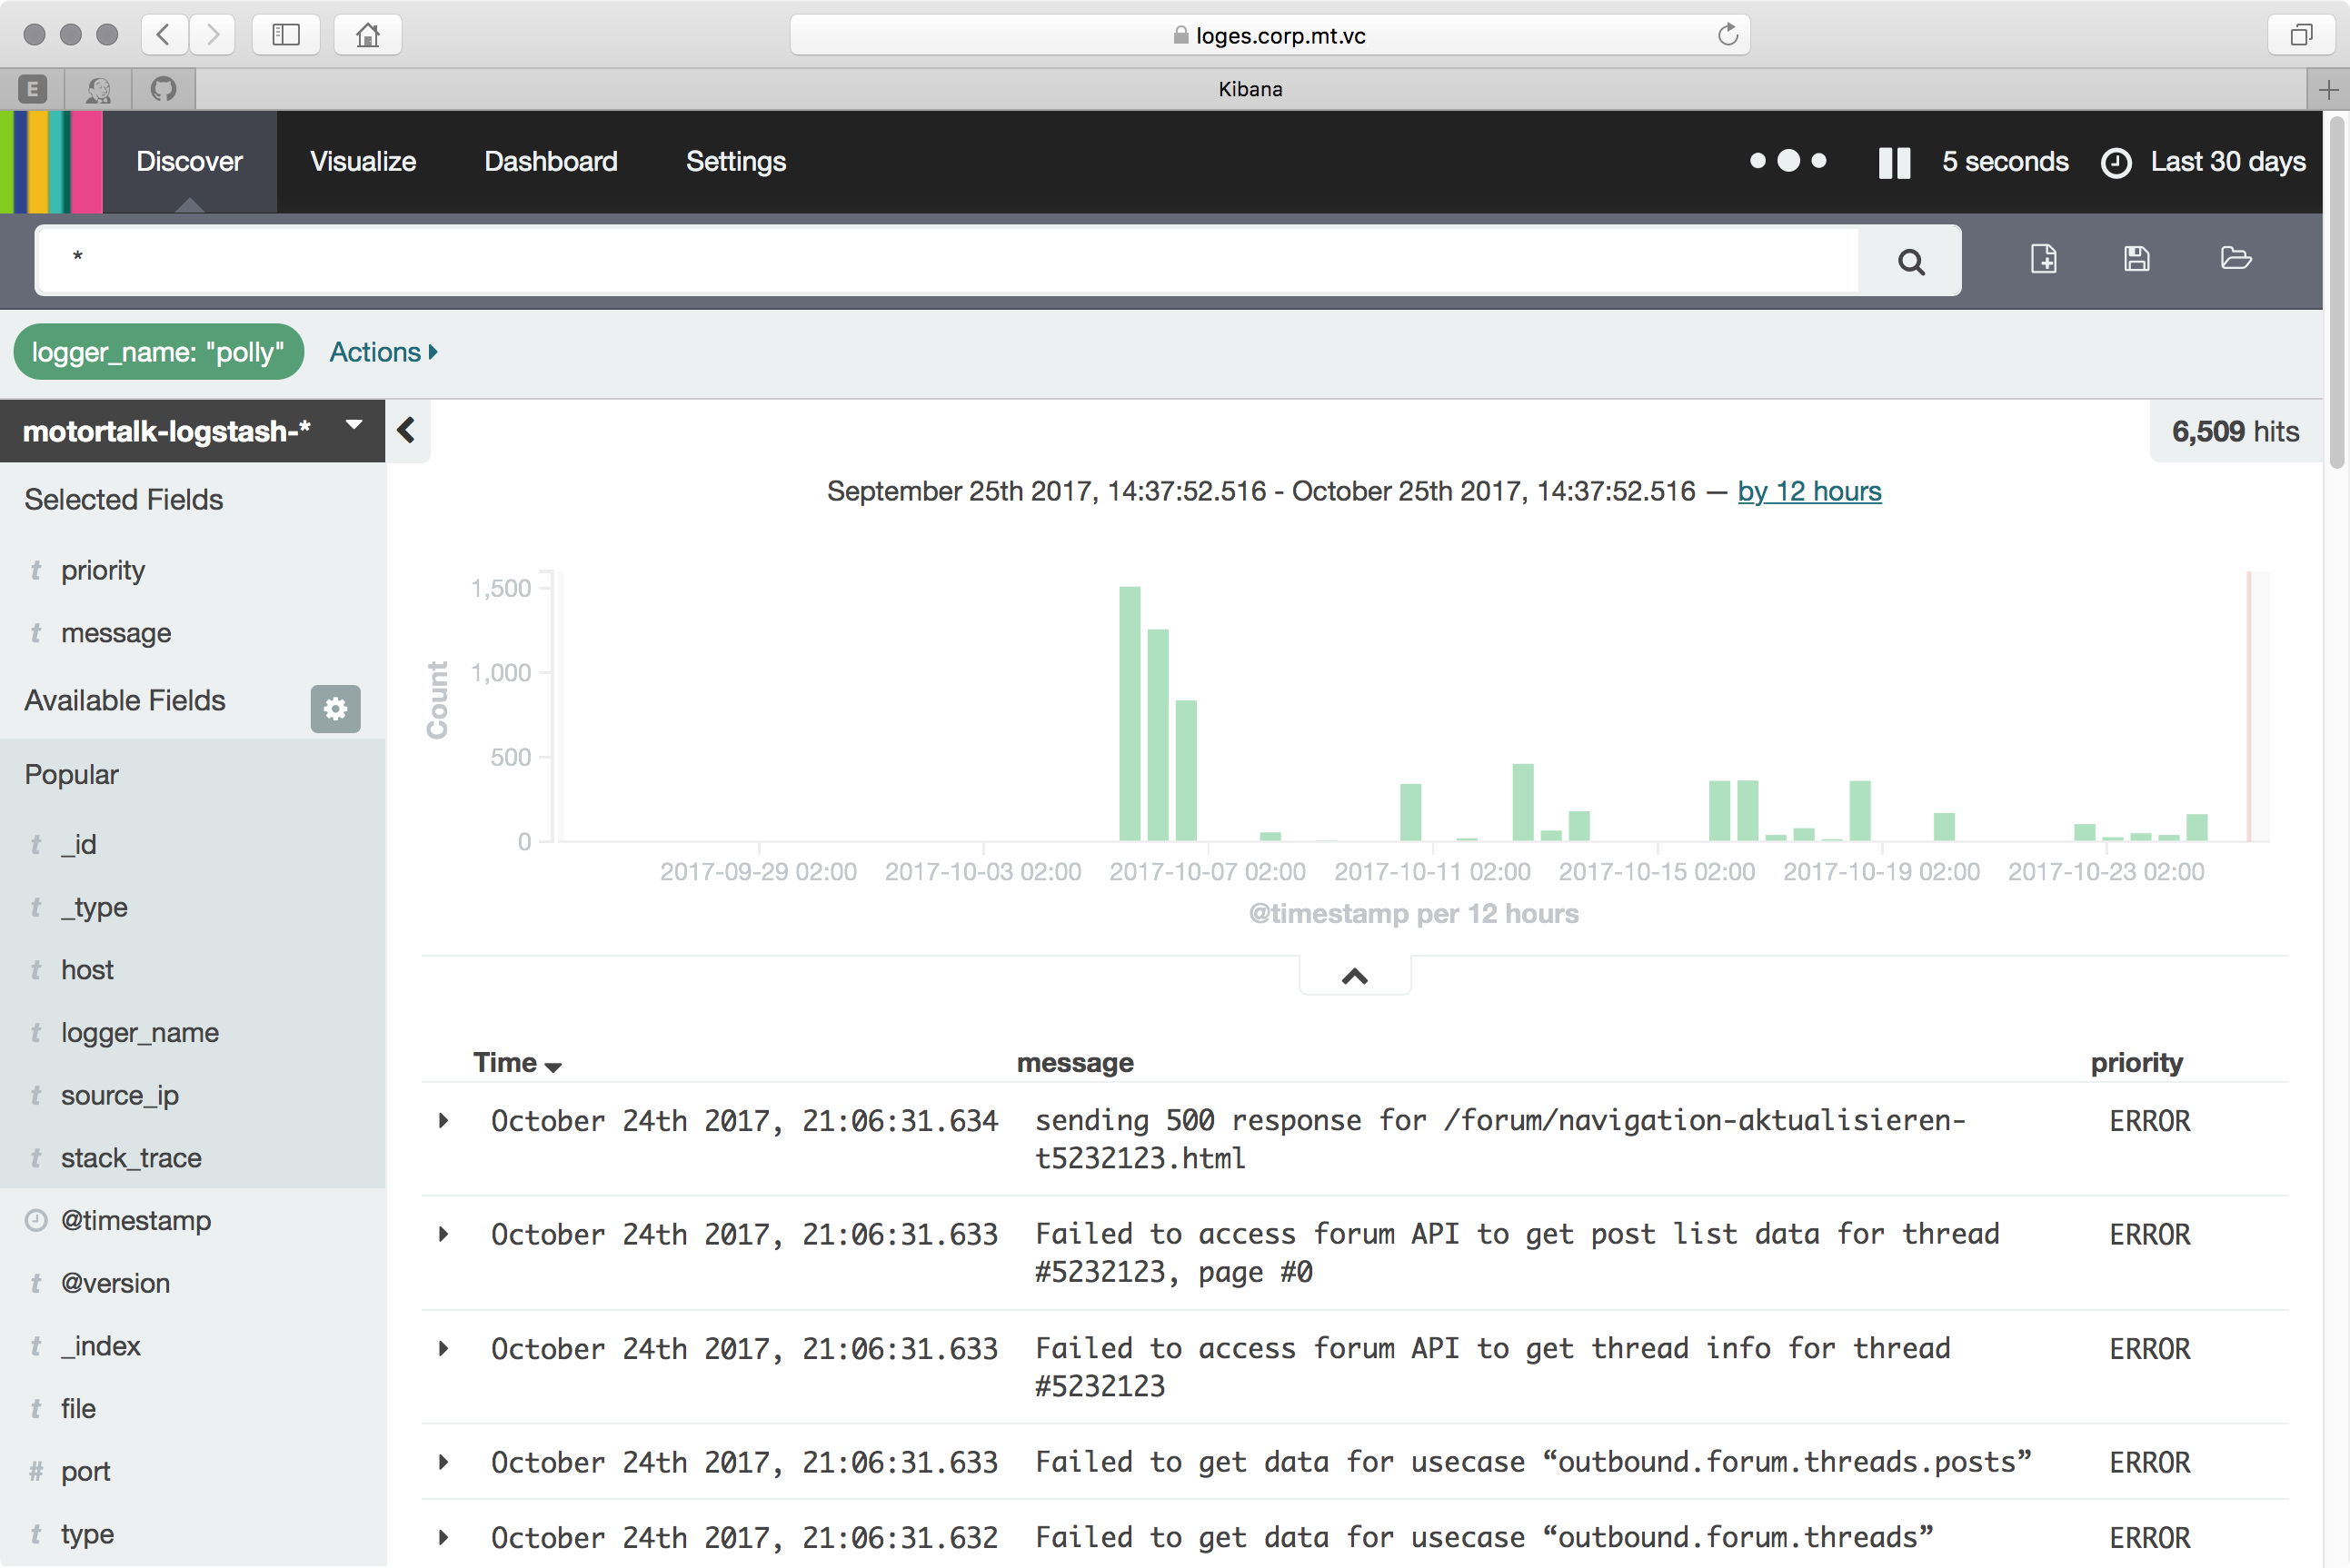 loges.corp.mt.vc
E
Kibana
Discover
Visualize
Dashboard
Settings
5 seconds
Last 30 days
*
logger_name: "polly"
Actions
motortalk-logstash-*
6,509 hits
Selected Fields
t priority
t message
Available Fields
Popular
t _id
t _type
t host
t logger_name
t source_ip
t stack_trace
@timestamp
t @version
t _index
t file
# port
t type
September 25th 2017, 14:37:52.516 - October 25th 2017, 14:37:52.516 — by 12 hours
Count
1,500
1,000
500
0
2017-09-29 02:00
2017-10-03 02:00
2017-10-07 02:00
2017-10-11 02:00
2017-10-15 02:00
2017-10-19 02:00
2017-10-23 02:00
@timestamp per 12 hours
Time message priority
October 24th 2017, 21:06:31.634 sending 500 response for /forum/navigation-aktualisieren- ERROR
t5232123.html
October 24th 2017, 21:06:31.633 Failed to access forum API to get post list data for thread ERROR
#5232123, page #0
October 24th 2017, 21:06:31.633 Failed to access forum API to get thread info for thread ERROR
#5232123
October 24th 2017, 21:06:31.633 Failed to get data for usecase “outbound.forum.threads.posts” ERROR
October 24th 2017, 21:06:31.632 Failed to get data for usecase “outbound.forum.threads” ERROR